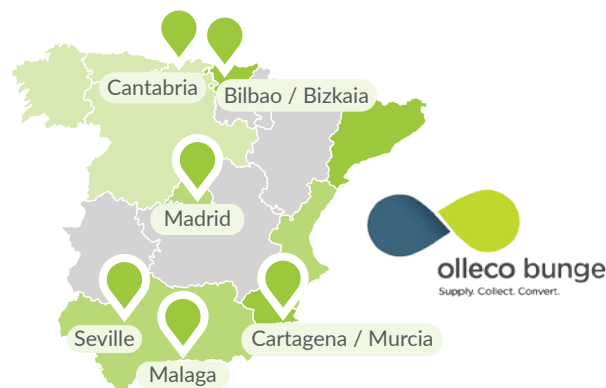 Cantabria
Bilbao / Bizkaia
Madrid
olleco bunge
Supply. Collect. Convert.
Seville
Cartagena / Murcia
Malaga